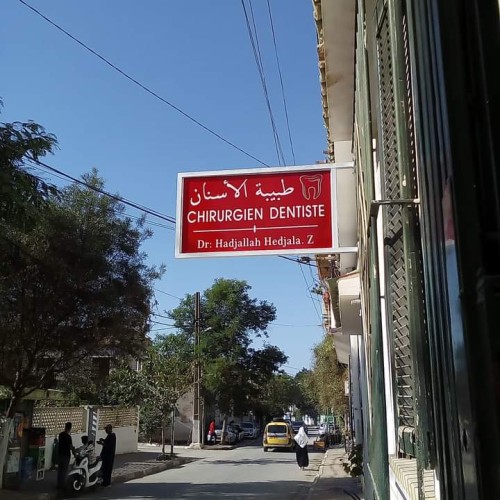 طبيبة الأسنان
CHIRURGIEN DENTISTE
Dr: Hadjallah Hedjala. Z